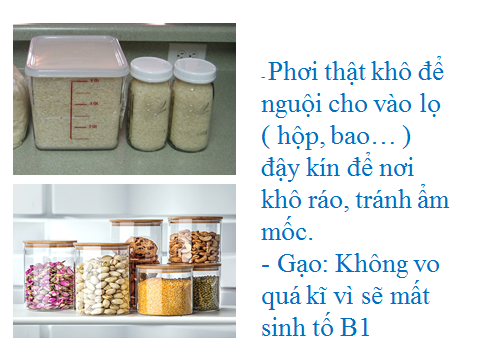 - Phơi thật khô để
nguội cho vào lọ
( hộp, bao… )
đậy kín để nơi
khô ráo, tránh ẩm
mốc.
- Gạo: Không vo
quá kĩ vì sẽ mất
sinh tố B1